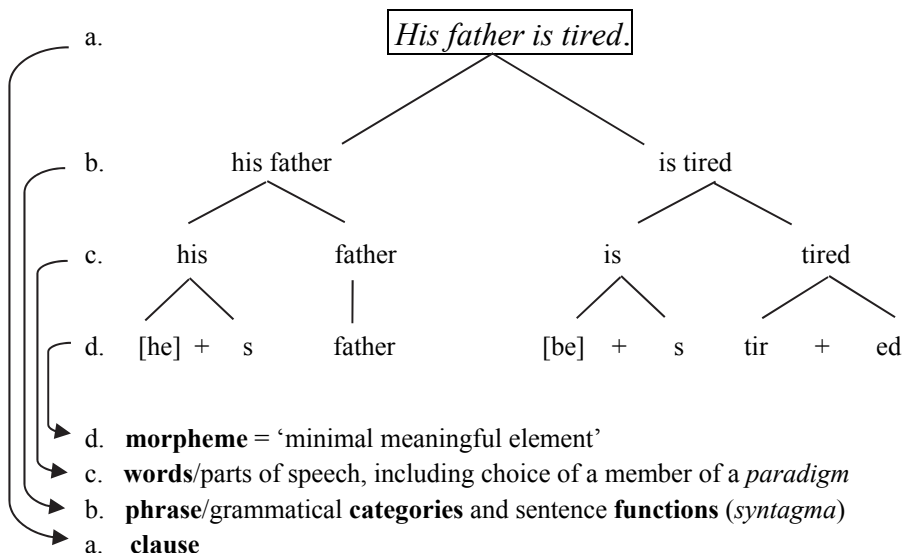 a. His father is tired.
b. his father is tired
c. his father is tired
d. [he] + s father [be] + s tir + ed
d. morpheme = ‘minimal meaningful element’
c. words/parts of speech, including choice of a member of a paradigm
b. phrase/grammatical categories and sentence functions (syntagma)
a. clause